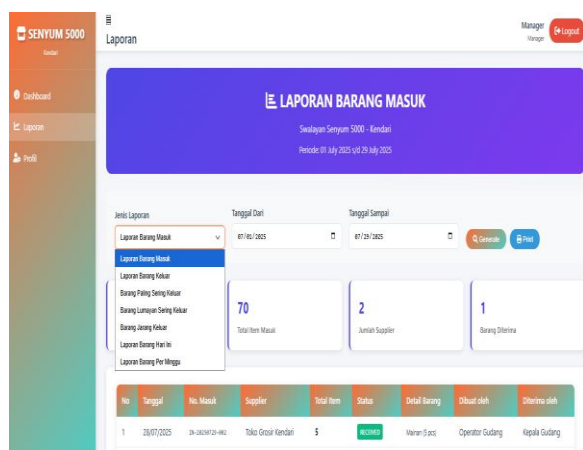 SENYUM 5000
Kendari
Dashboard
Laporan
Profil
Laporan
Manager
Manager
Logout
LAPORAN BARANG MASUK
Swalayan Senyum 5000 - Kendari
Periode: 01 July 2025 s/d 29 July 2025
Jenis Laporan
Tanggal Dari
Tanggal Sampai
Laporan Barang Masuk
07/01/2025
07/29/2025
Generate
Print
Laporan Barang Masuk
Laporan Barang Keluar
Barang Paling Sering Keluar
Barang Lumayan Sering Keluar
Barang Jarang Keluar
Laporan Barang Hari Ini
Laporan Barang Per Minggu
70
Total Item Masuk
2
Jumlah Supplier
1
Barang Diterima
No Tanggal No. Masuk Supplier Total Item Status Detail Barang Dibuat oleh Diterima oleh
1 28/07/2025 Toko Grosir Kendari 5 RECEIVED Mainan (5 pcs) Operator Gudang Kepala Gudang